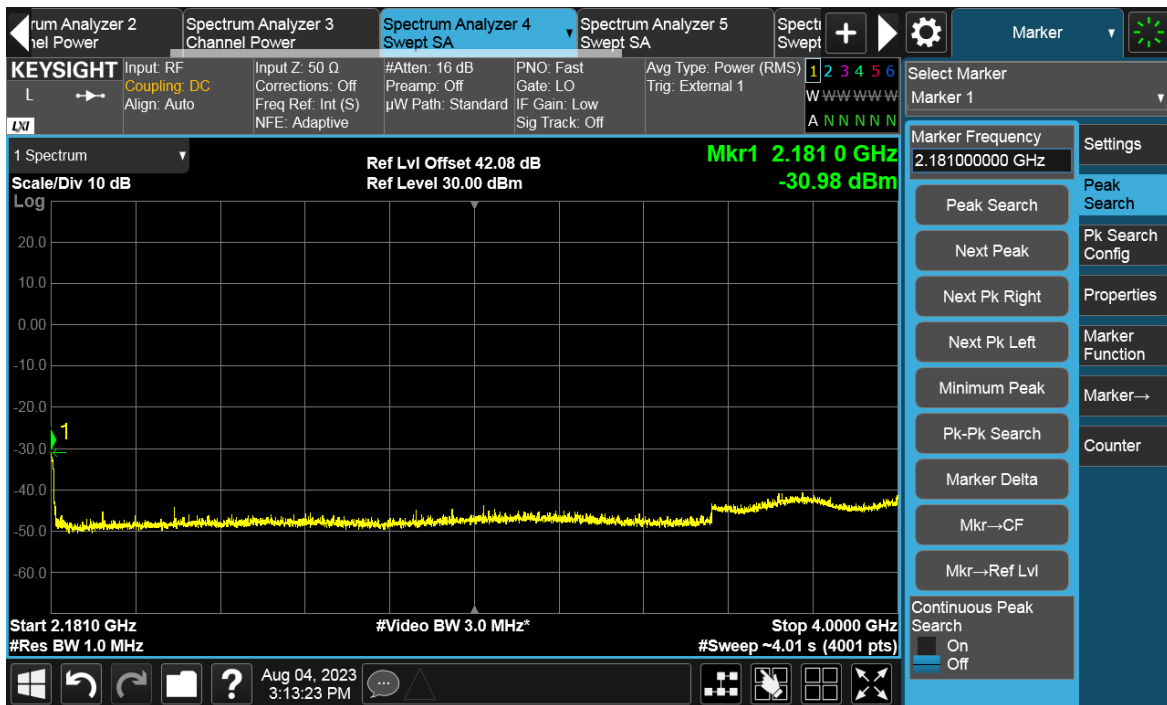 rum Analyzer 2
nel Power
Spectrum Analyzer 3
Channel Power
Spectrum Analyzer 4
Swept SA
Spectrum Analyzer 5
Swept SA
Spect
Swept
+
Marker
KEYSIGHT
L
LXI
Input: RF
Coupling: DC
Align: Auto
Input Z: 50 Ω
Corrections: Off
Freq Ref: Int (S)
NFE: Adaptive
#Atten: 16 dB
Preamp: Off
µW Path: Standard
PNO: Fast
Gate: LO
IF Gain: Low
Sig Track: Off
Avg Type: Power (RMS)
Trig: External 1
1 2 3 4 5 6
W W W W W W
A N N N N N
Select Marker
Marker 1
1 Spectrum
Scale/Div 10 dB
Log
Ref Lvl Offset 42.08 dB
Ref Level 30.00 dBm
Mkr1 2.181 0 GHz
-30.98 dBm
20.0
10.0
0.00
-10.0
-20.0
-30.0
-40.0
-50.0
-60.0
1
Start 2.1810 GHz
#Res BW 1.0 MHz
#Video BW 3.0 MHz*
Stop 4.0000 GHz
#Sweep ~4.01 s (4001 pts)
Marker Frequency
2.181000000 GHz
Peak Search
Next Peak
Next Pk Right
Next Pk Left
Minimum Peak
Pk-Pk Search
Marker Delta
Mkr→CF
Mkr→Ref Lvl
Continuous Peak
Search
On
Off
Settings
Peak
Search
Pk Search
Config
Properties
Marker
Function
Marker→
Counter
?
Aug 04, 2023
3:13:23 PM